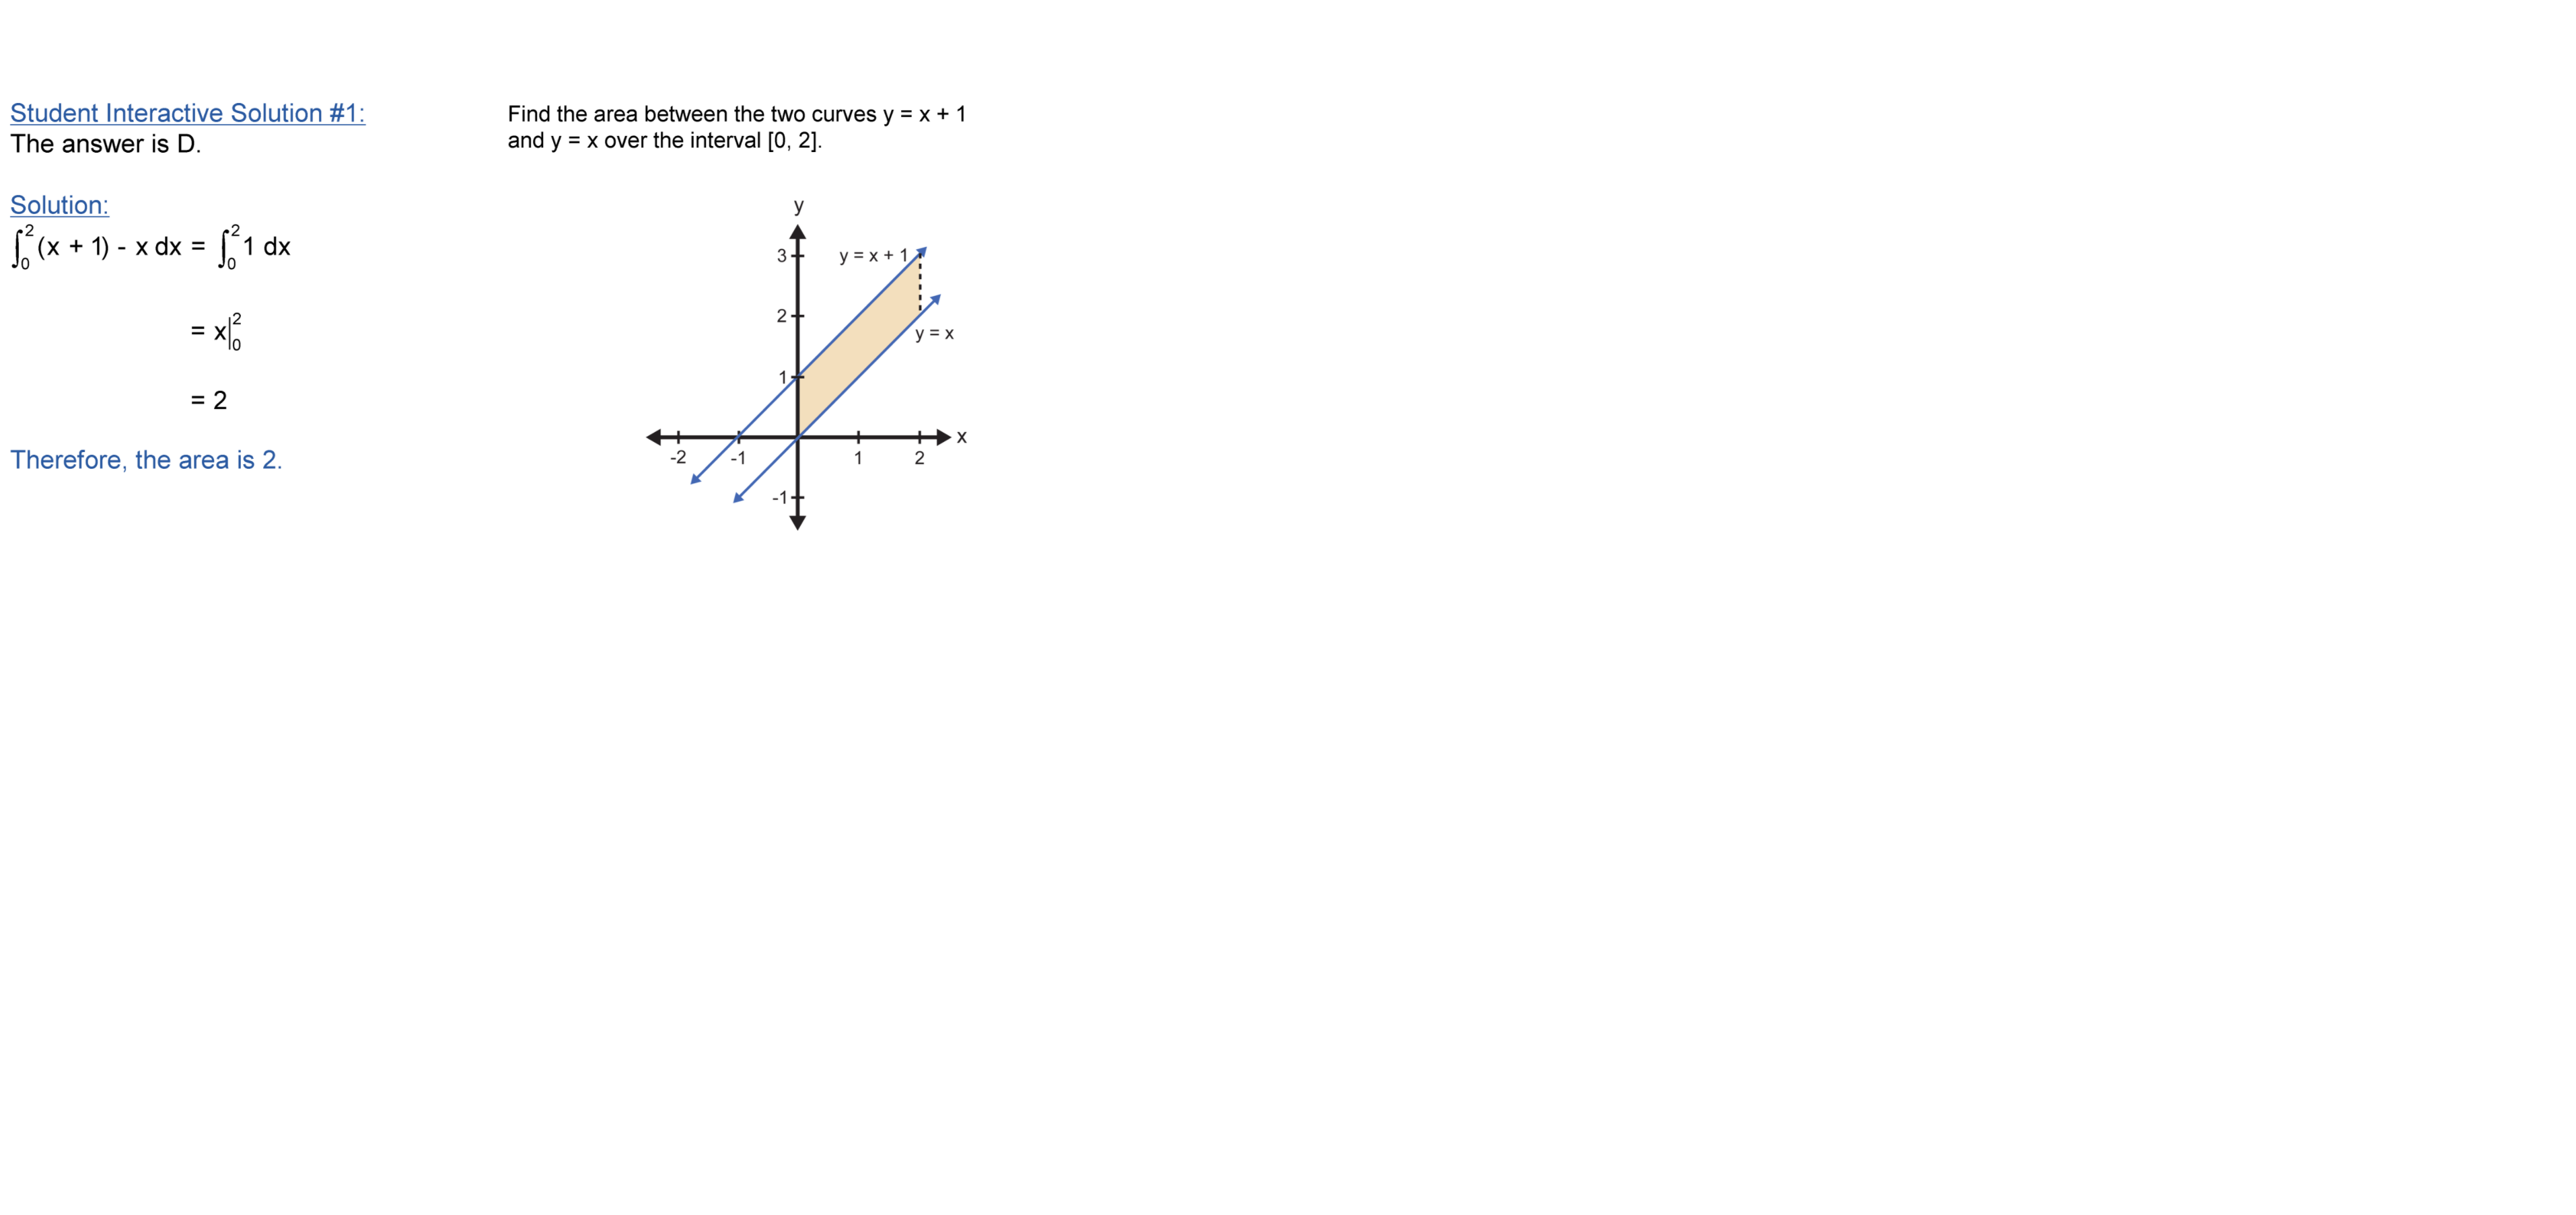 Student Interactive Solution #1:
The answer is D.
Solution:
∫₀² (x + 1) - x dx = ∫₀² 1 dx
= x|₀²
= 2
Therefore, the area is 2.
Find the area between the two curves y = x + 1
and y = x over the interval [0, 2].
y
3
y = x + 1
2
y = x
1
x
-2
-1
1
2
-1